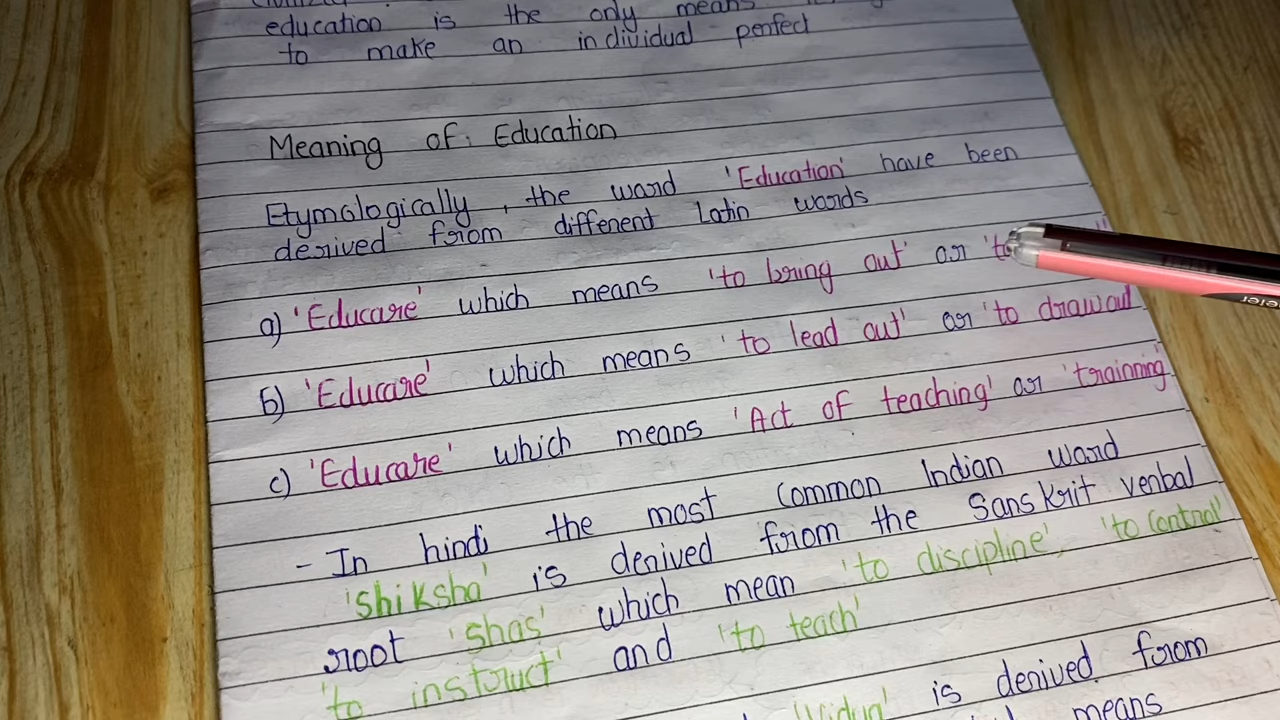 education is the only means
to make an individual perfect
Meaning of Education
Etymologically, the word 'Education' have been
derived from different Latin words
a) 'Educare' which means 'to bring out' or 'to
b) 'Educare' which means 'to lead out' or 'to drawout
c) 'Educare' which means 'Act of teaching' or 'trainning'
- In hindi the most common Indian word
'Shiksha' is derived from the Sanskrit verbal
root 'Shas' which mean 'to discipline', 'to control'
'to instruct' and 'to teach'
is derived from
means